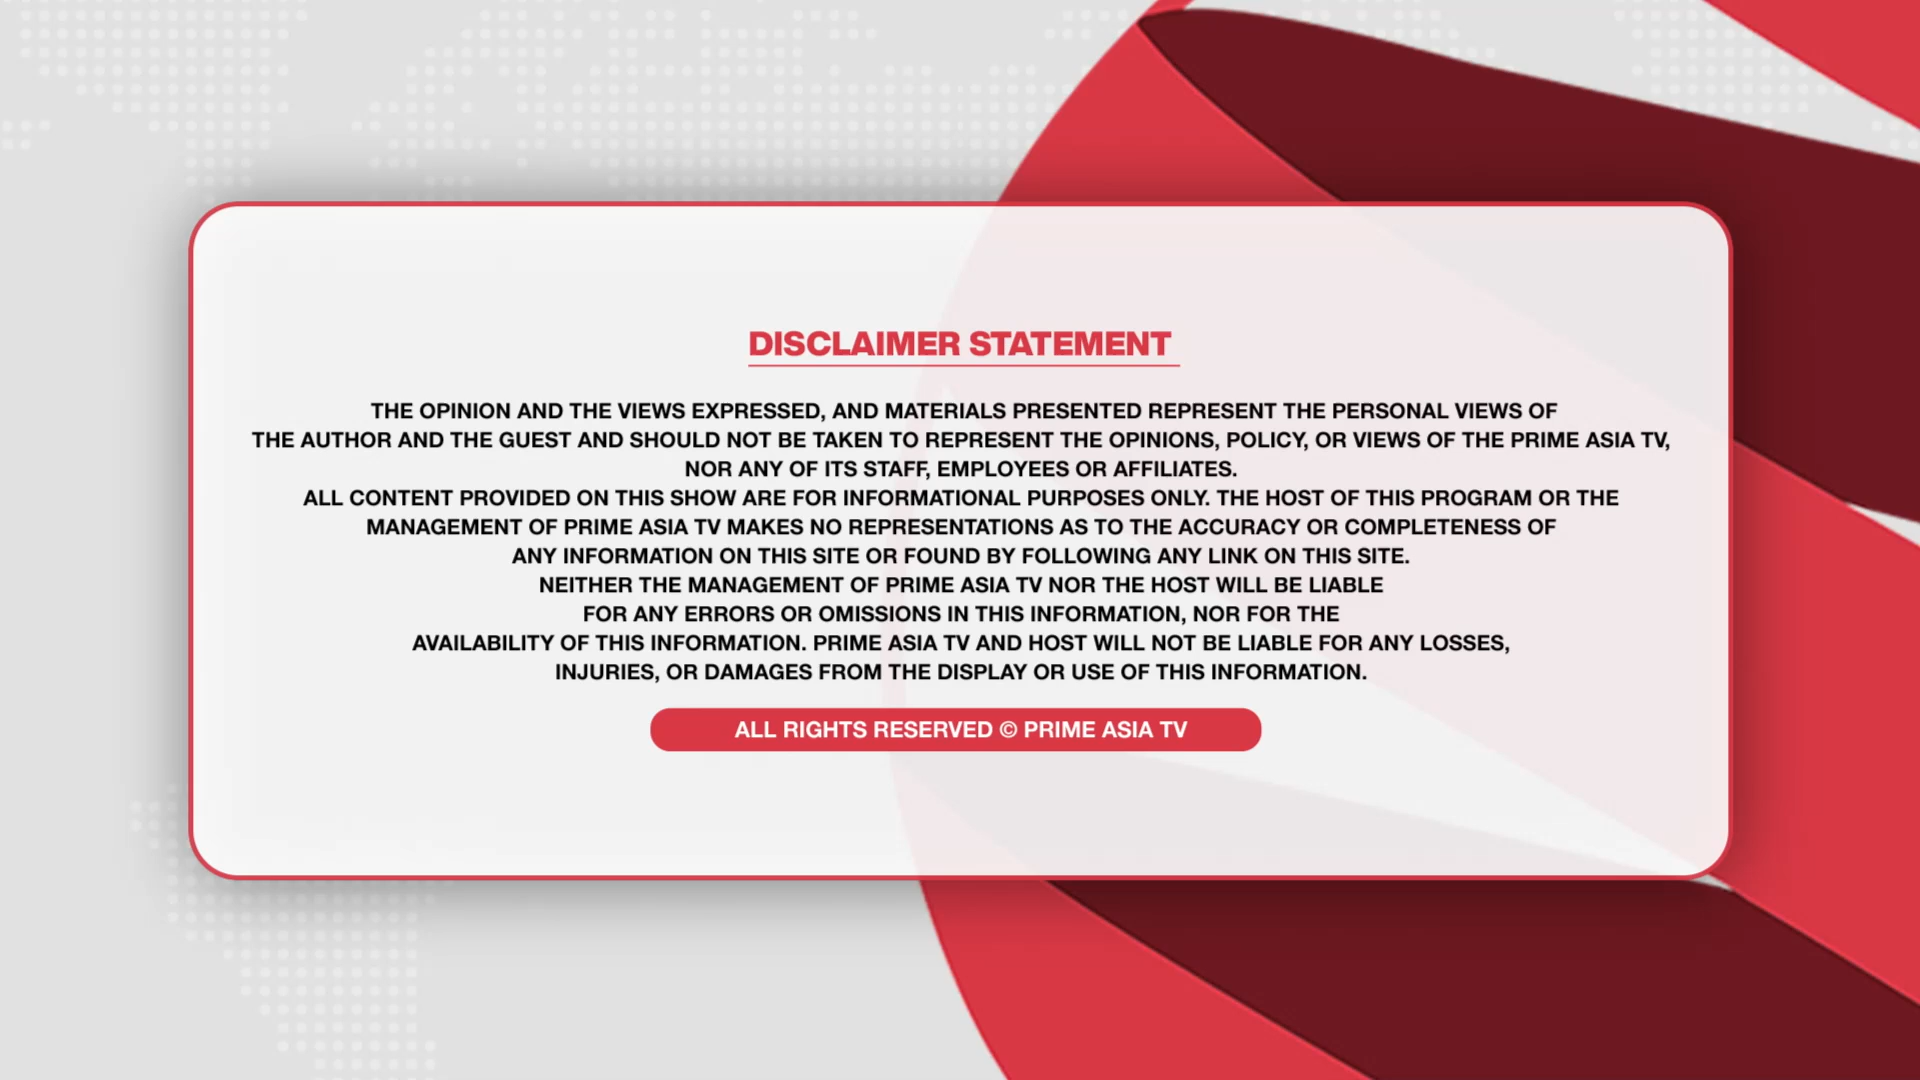 DISCLAIMER STATEMENT
THE OPINION AND THE VIEWS EXPRESSED, AND MATERIALS PRESENTED REPRESENT THE PERSONAL VIEWS OF
THE AUTHOR AND THE GUEST AND SHOULD NOT BE TAKEN TO REPRESENT THE OPINIONS, POLICY, OR VIEWS OF THE PRIME ASIA TV,
NOR ANY OF ITS STAFF, EMPLOYEES OR AFFILIATES.
ALL CONTENT PROVIDED ON THIS SHOW ARE FOR INFORMATIONAL PURPOSES ONLY. THE HOST OF THIS PROGRAM OR THE
MANAGEMENT OF PRIME ASIA TV MAKES NO REPRESENTATIONS AS TO THE ACCURACY OR COMPLETENESS OF
ANY INFORMATION ON THIS SITE OR FOUND BY FOLLOWING ANY LINK ON THIS SITE.
NEITHER THE MANAGEMENT OF PRIME ASIA TV NOR THE HOST WILL BE LIABLE
FOR ANY ERRORS OR OMISSIONS IN THIS INFORMATION, NOR FOR THE
AVAILABILITY OF THIS INFORMATION. PRIME ASIA TV AND HOST WILL NOT BE LIABLE FOR ANY LOSSES,
INJURIES, OR DAMAGES FROM THE DISPLAY OR USE OF THIS INFORMATION.
ALL RIGHTS RESERVED © PRIME ASIA TV